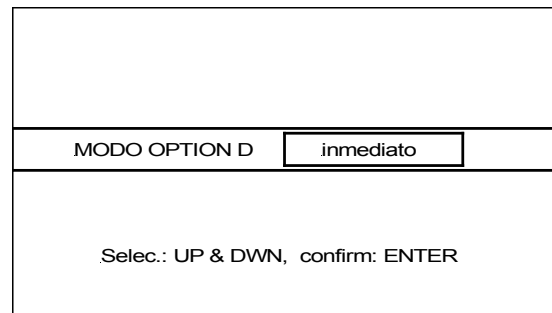 MODO OPTION D inmediato
Selec.: UP & DWN, confirm: ENTER